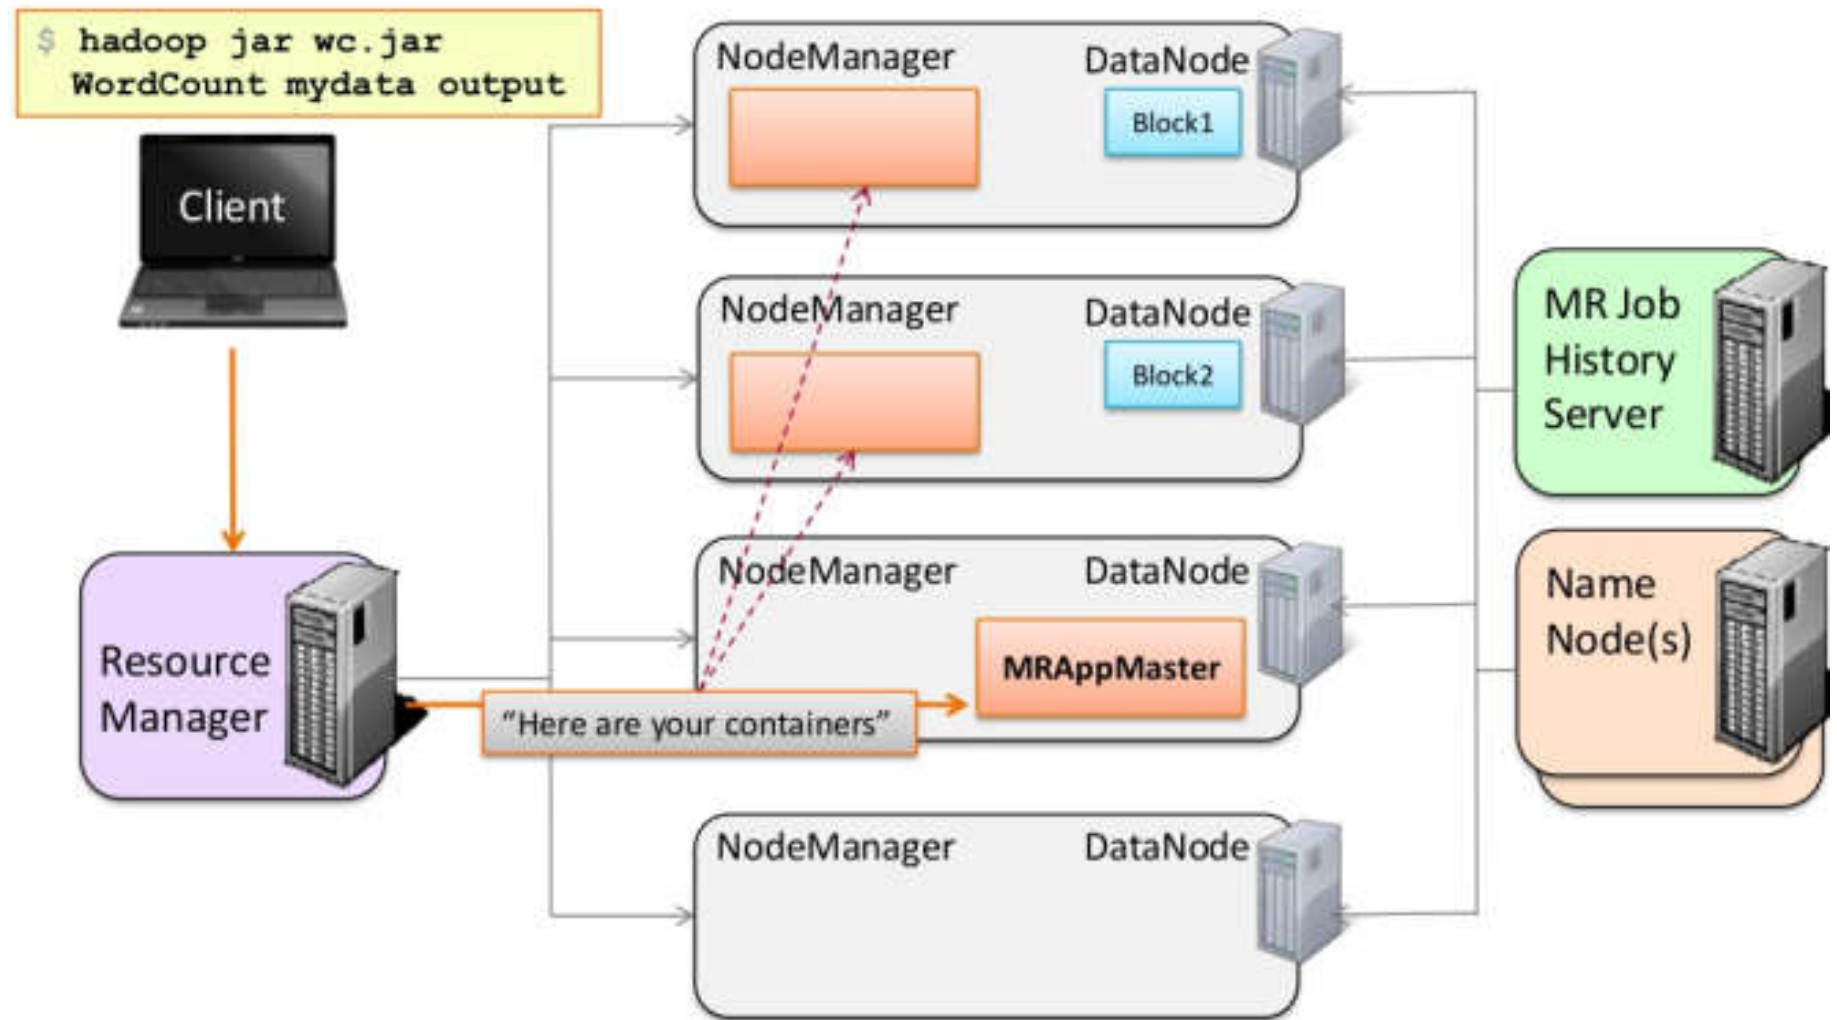 $ hadoop jar wc.jar
WordCount mydata output
Client
Resource
Manager
"Here are your containers"
NodeManager
DataNode
Block1
NodeManager
DataNode
Block2
NodeManager
DataNode
MRAppMaster
NodeManager
DataNode
MR Job
History
Server
Name
Node(s)